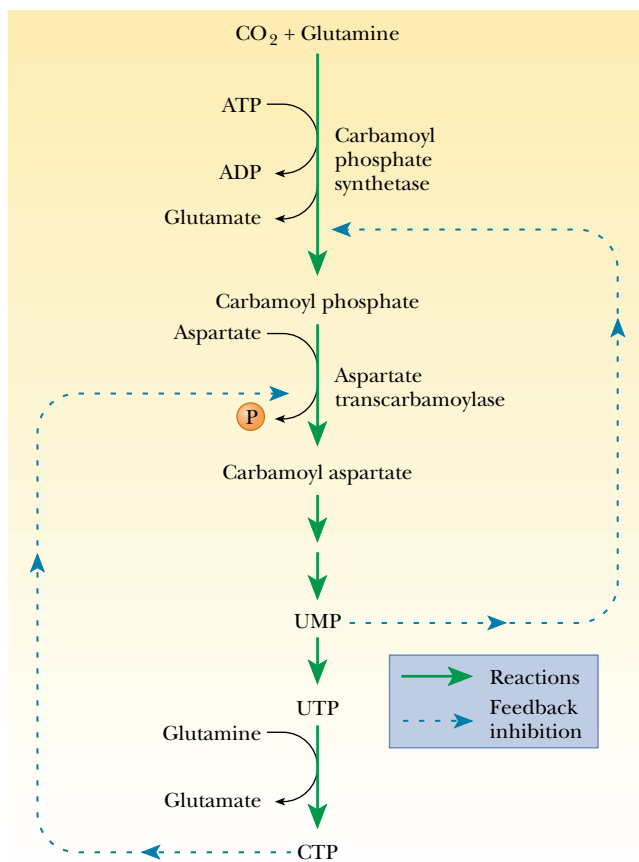 CO2 + Glutamine
ATP
Carbamoyl
phosphate
synthetase
ADP
Glutamate
Carbamoyl phosphate
Aspartate
Aspartate
transcarbamoylase
P
Carbamoyl aspartate
UMP
Reactions
Feedback
inhibition
UTP
Glutamine
Glutamate
CTP